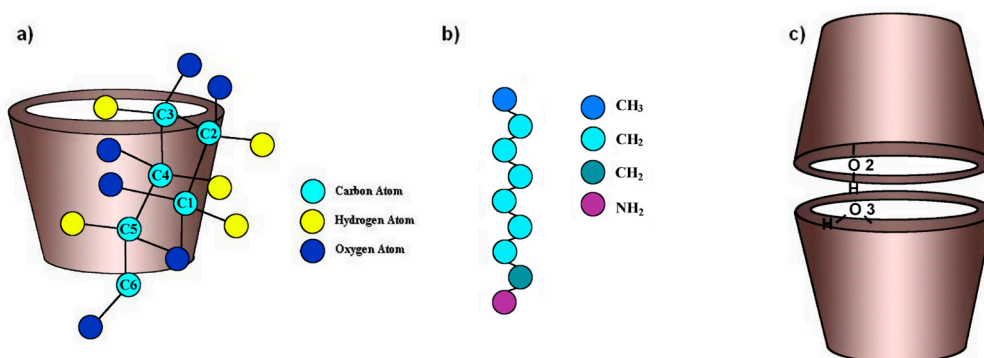 a)
C3
C2
C4
C1
C5
C6
Carbon Atom
Hydrogen Atom
Oxygen Atom
b)
CH₃
CH₂
CH₂
NH₂
c)
O 2
H
O 3
H